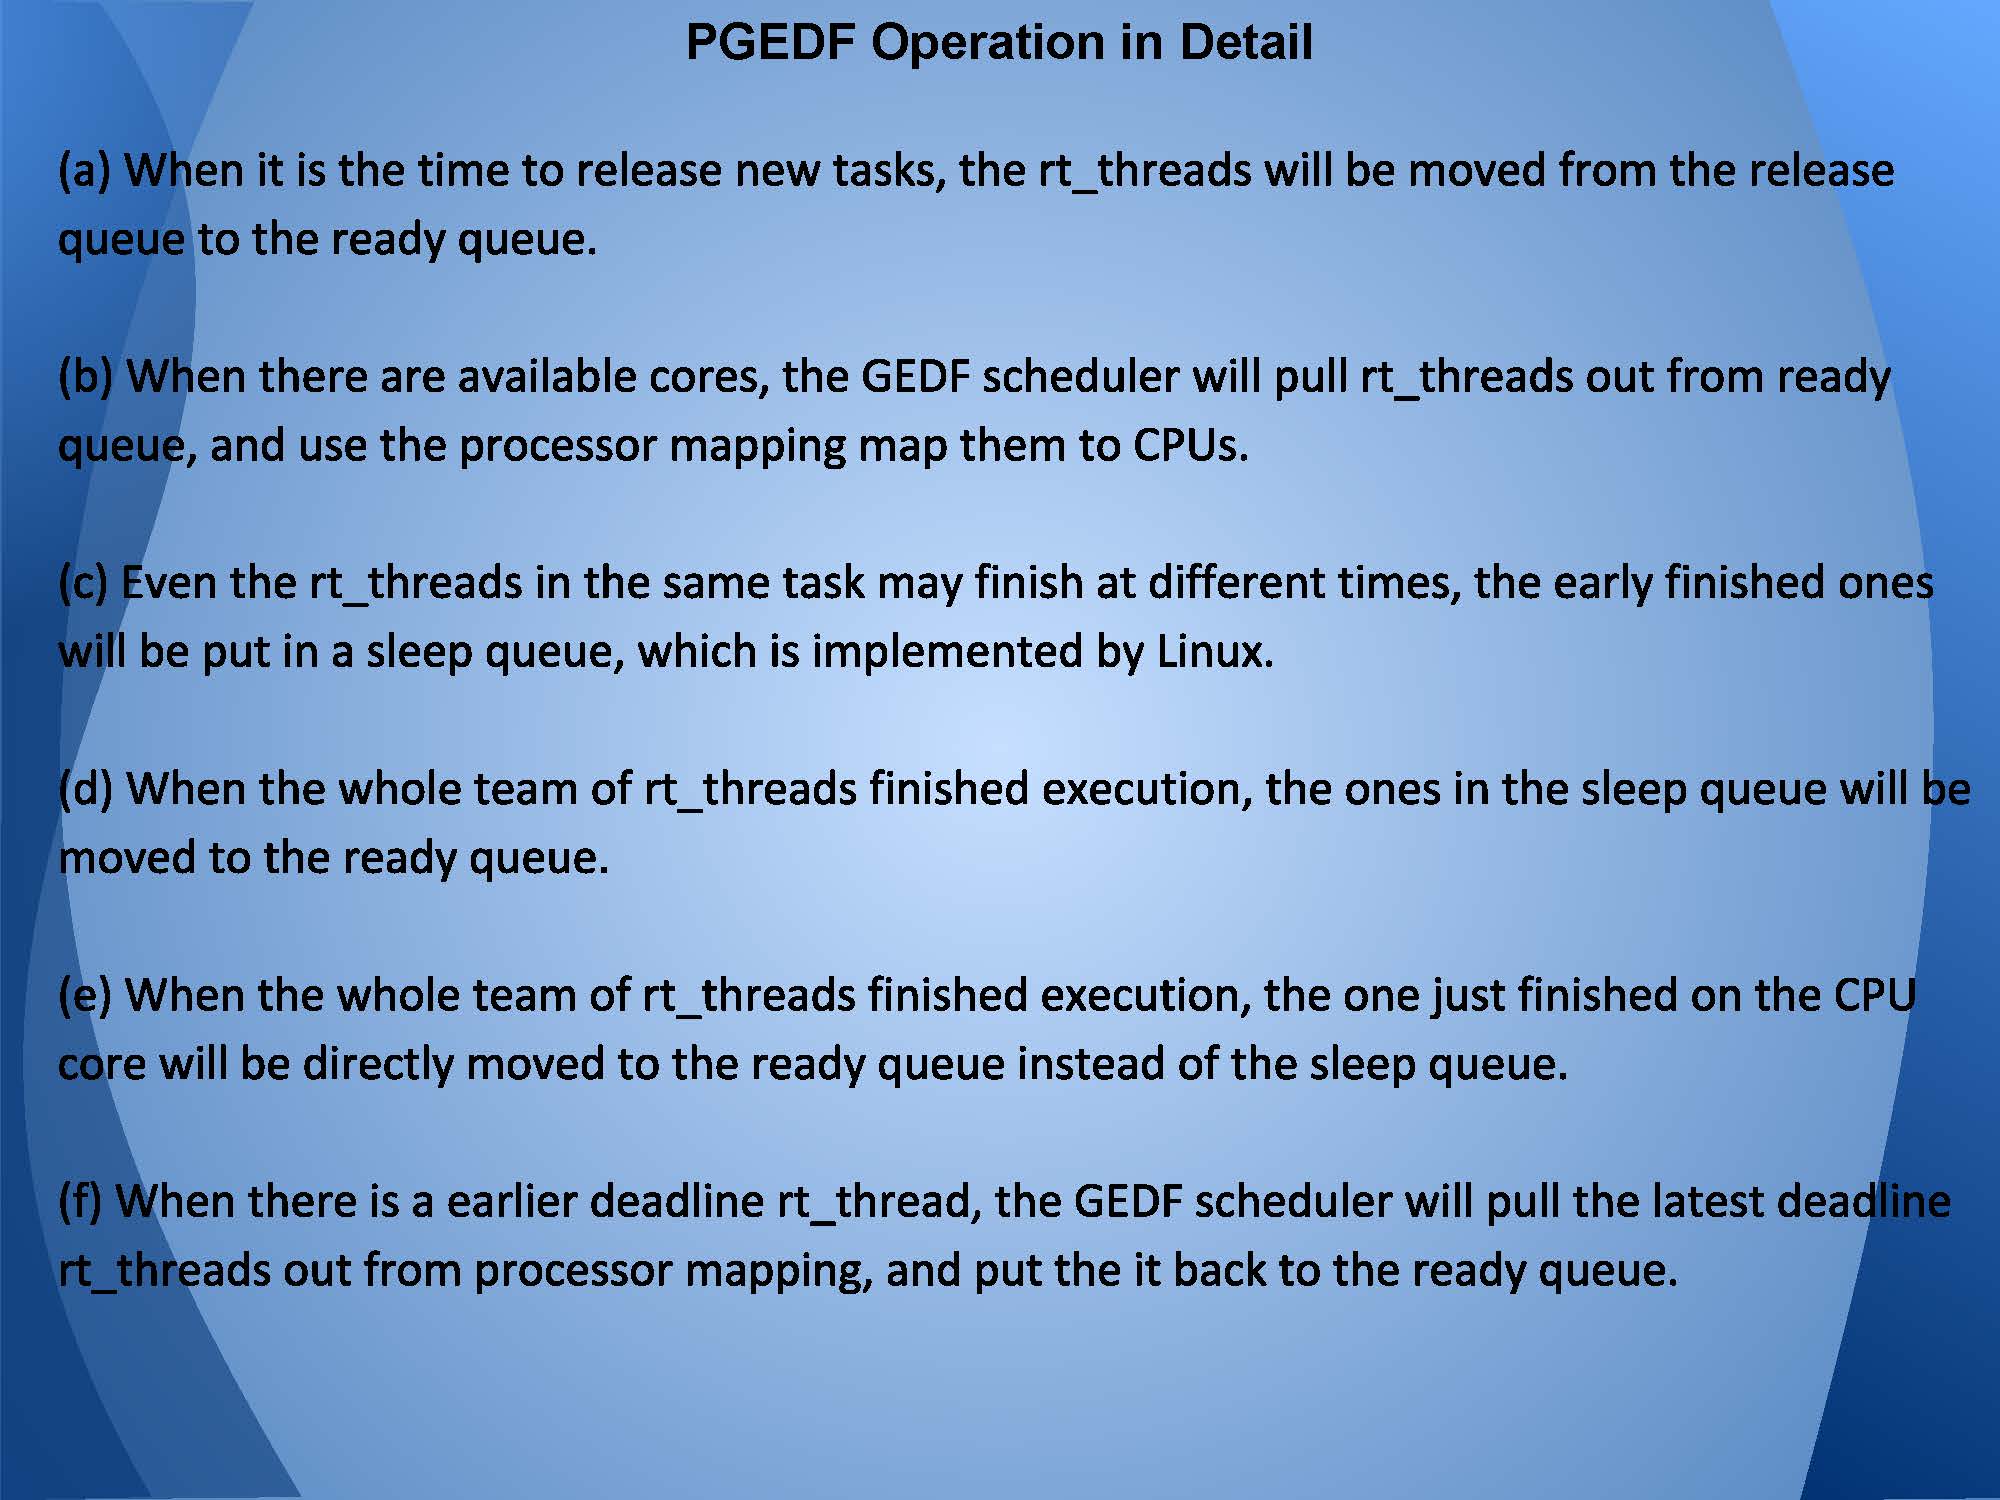 PGEDF Operation in Detail
(a) When it is the time to release new tasks, the rt_threads will be moved from the release
queue to the ready queue.
(b) When there are available cores, the GEDF scheduler will pull rt_threads out from ready
queue, and use the processor mapping map them to CPUs.
(c) Even the rt_threads in the same task may finish at different times, the early finished ones
will be put in a sleep queue, which is implemented by Linux.
(d) When the whole team of rt_threads finished execution, the ones in the sleep queue will be
moved to the ready queue.
(e) When the whole team of rt_threads finished execution, the one just finished on the CPU
core will be directly moved to the ready queue instead of the sleep queue.
(f) When there is a earlier deadline rt_thread, the GEDF scheduler will pull the latest deadline
rt_threads out from processor mapping, and put the it back to the ready queue.